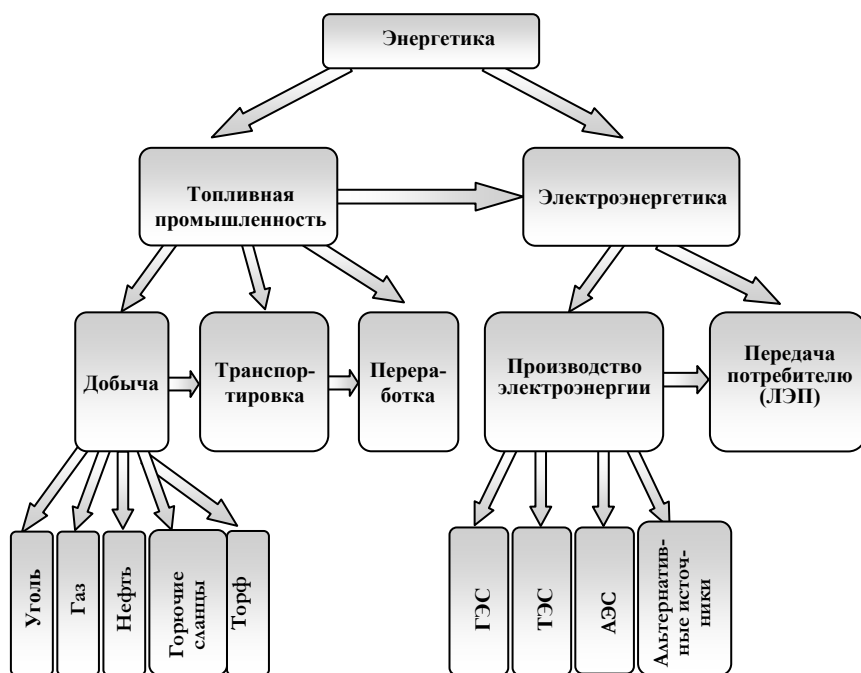 Энергетика
Топливная
промышленность
Электроэнергетика
Добыча
Транспор-
тировка
Перера-
ботка
Производство
электроэнергии
Передача
потребителю
(ЛЭП)
Уголь
Газ
Нефть
Горючие
сланцы
Торф
ГЭС
ТЭС
АЭС
Альтернатив-
ные источ-
ники